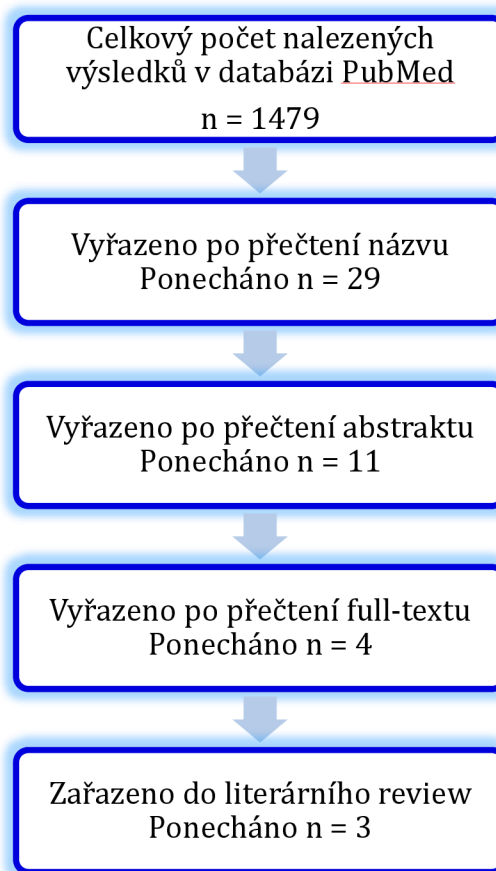 Celkový počet nalezených
výsledků v databázi PubMed
n = 1479
Vyřazeno po přečtení názvu
Ponecháno n = 29
Vyřazeno po přečtení abstraktu
Ponecháno n = 11
Vyřazeno po přečtení full-textu
Ponecháno n = 4
Zařazeno do literárního review
Ponecháno n = 3